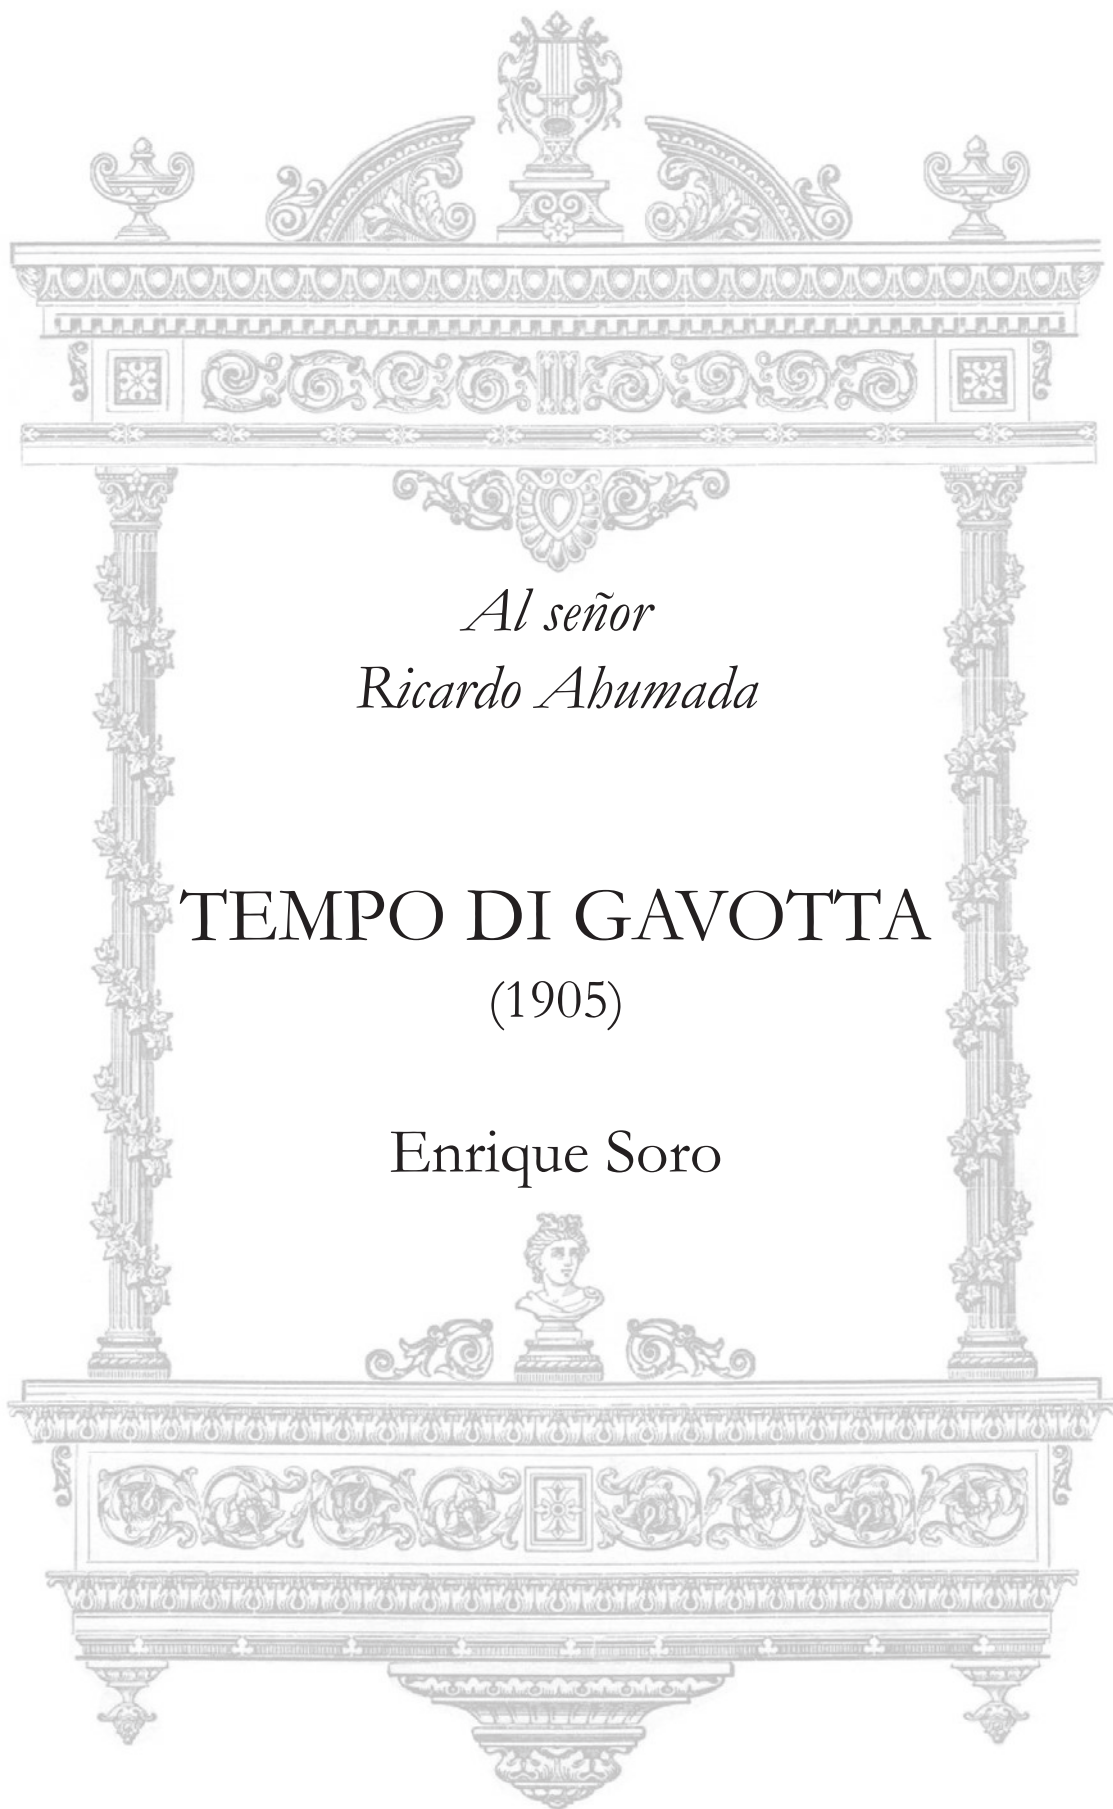 Al señor
Ricardo Ahumada
TEMPO DI GAVOTTA
(1905)
Enrique Soro